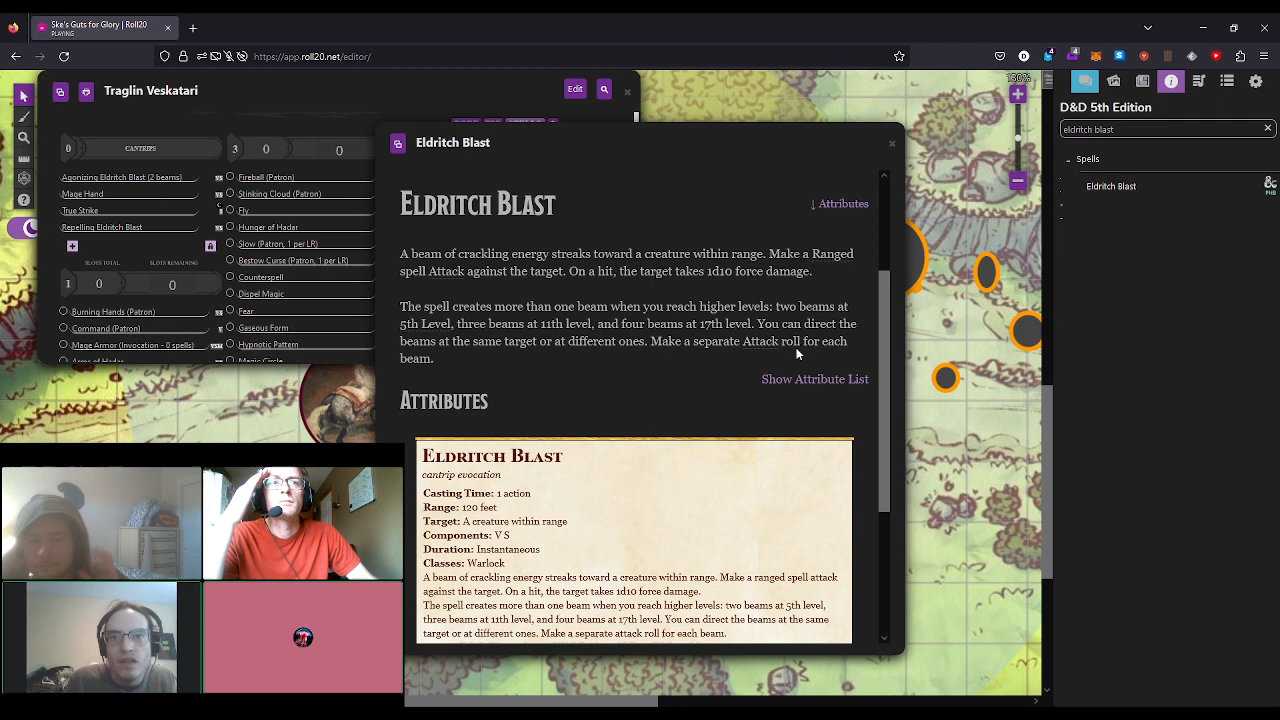 Ske's Guts for Glory | Roll20
PLAYING
https://app.roll20.net/editor/
4
4
130%
Traglin Veskatari
Edit
0
CANTRIPS
3
0
0
Agonizing Eldritch Blast (2 beams)
VS
Mage Hand
VS
True Strike
Repelling Eldritch Blast
VS
SLOTS TOTAL
SLOTS REMAINING
1
0
0
Burning Hands (Patron)
Command (Patron)
Mage Armor (Invocation - 0 spells)
Fireball (Patron)
Stinking Cloud (Patron)
Fly
Hunger of Hadar
Slow (Patron, 1 per LR)
Bestow Curse (Patron, 1 per LR)
Counterspell
Dispel Magic
Fear
Gaseous Form
Hypnotic Pattern
Magic Circle
Eldritch Blast
Eldritch Blast
↓ Attributes
A beam of crackling energy streaks toward a creature within range. Make a Ranged
spell Attack against the target. On a hit, the target takes 1d10 force damage.
The spell creates more than one beam when you reach higher levels: two beams at
5th Level, three beams at 11th level, and four beams at 17th level. You can direct the
beams at the same target or at different ones. Make a separate Attack roll for each
beam.
Show Attribute List
Attributes
Eldritch Blast
cantrip evocation
Casting Time: 1 action
Range: 120 feet
Target: A creature within range
Components: V S
Duration: Instantaneous
Classes: Warlock
A beam of crackling energy streaks toward a creature within range. Make a ranged spell attack
against the target. On a hit, the target takes 1d10 force damage.
The spell creates more than one beam when you reach higher levels: two beams at 5th level,
three beams at 11th level, and four beams at 17th level. You can direct the beams at the same
target or at different ones. Make a separate attack roll for each beam.
D&D 5th Edition
eldritch blast
Spells
Eldritch Blast
&
PHB